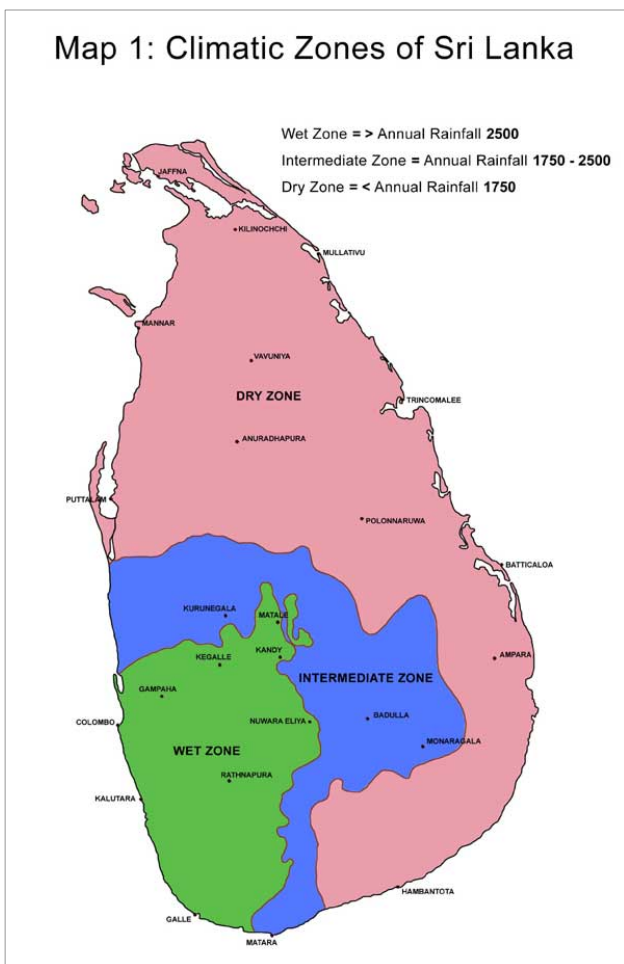 Map 1: Climatic Zones of Sri Lanka
Wet Zone = > Annual Rainfall 2500
Intermediate Zone = Annual Rainfall 1750 - 2500
Dry Zone = < Annual Rainfall 1750
JAFFNA
KILINOCHCHI
MULLATIVU
MANNAR
VAVUNIYA
DRY ZONE
TRINCOMALEE
ANURADHAPURA
PUTTALAM
POLONNARUWA
BATTICALOA
KURUNEGALA
MATALE
KANDY
AMPARA
KEGALLE
INTERMEDIATE ZONE
GAMPAHA
COLOMBO
NUWARA ELIYA
BADULLA
MONARAGALA
WET ZONE
RATHNAPURA
KALUTARA
HAMBANTOTA
GALLE
MATARA